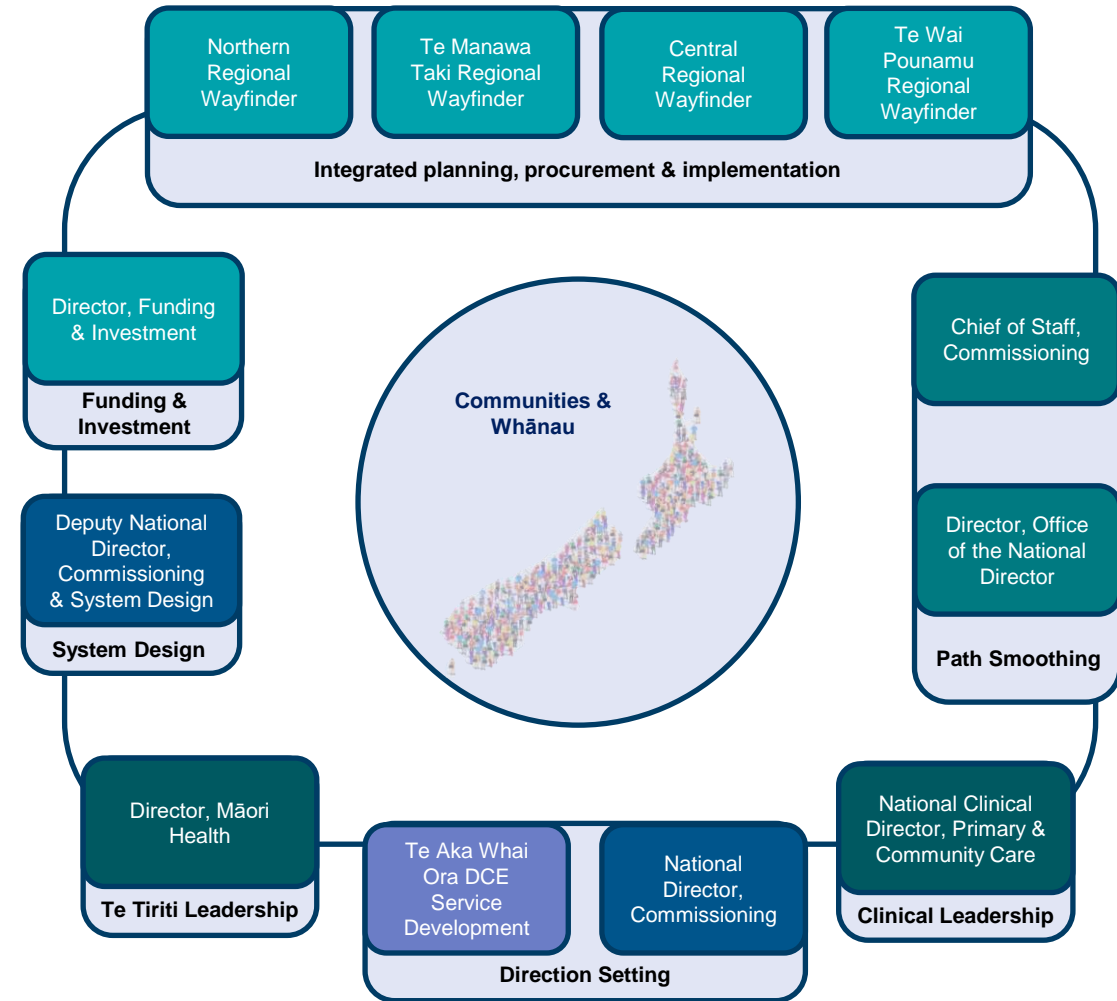 Northern
Regional
Wayfinder
Te Manawa
Taki Regional
Wayfinder
Central
Regional
Wayfinder
Te Wai
Pounamu
Regional
Wayfinder
Integrated planning, procurement & implementation
Director, Funding
& Investment
Funding &
Investment
Chief of Staff,
Commissioning
Communities &
Whānau
Deputy National
Director,
Commissioning
& System Design
System Design
Director, Office
of the National
Director
Path Smoothing
Director, Māori
Health
Te Tiriti Leadership
Te Aka Whai
Ora DCE
Service
Development
National
Director,
Commissioning
Direction Setting
National Clinical
Director, Primary &
Community Care
Clinical Leadership